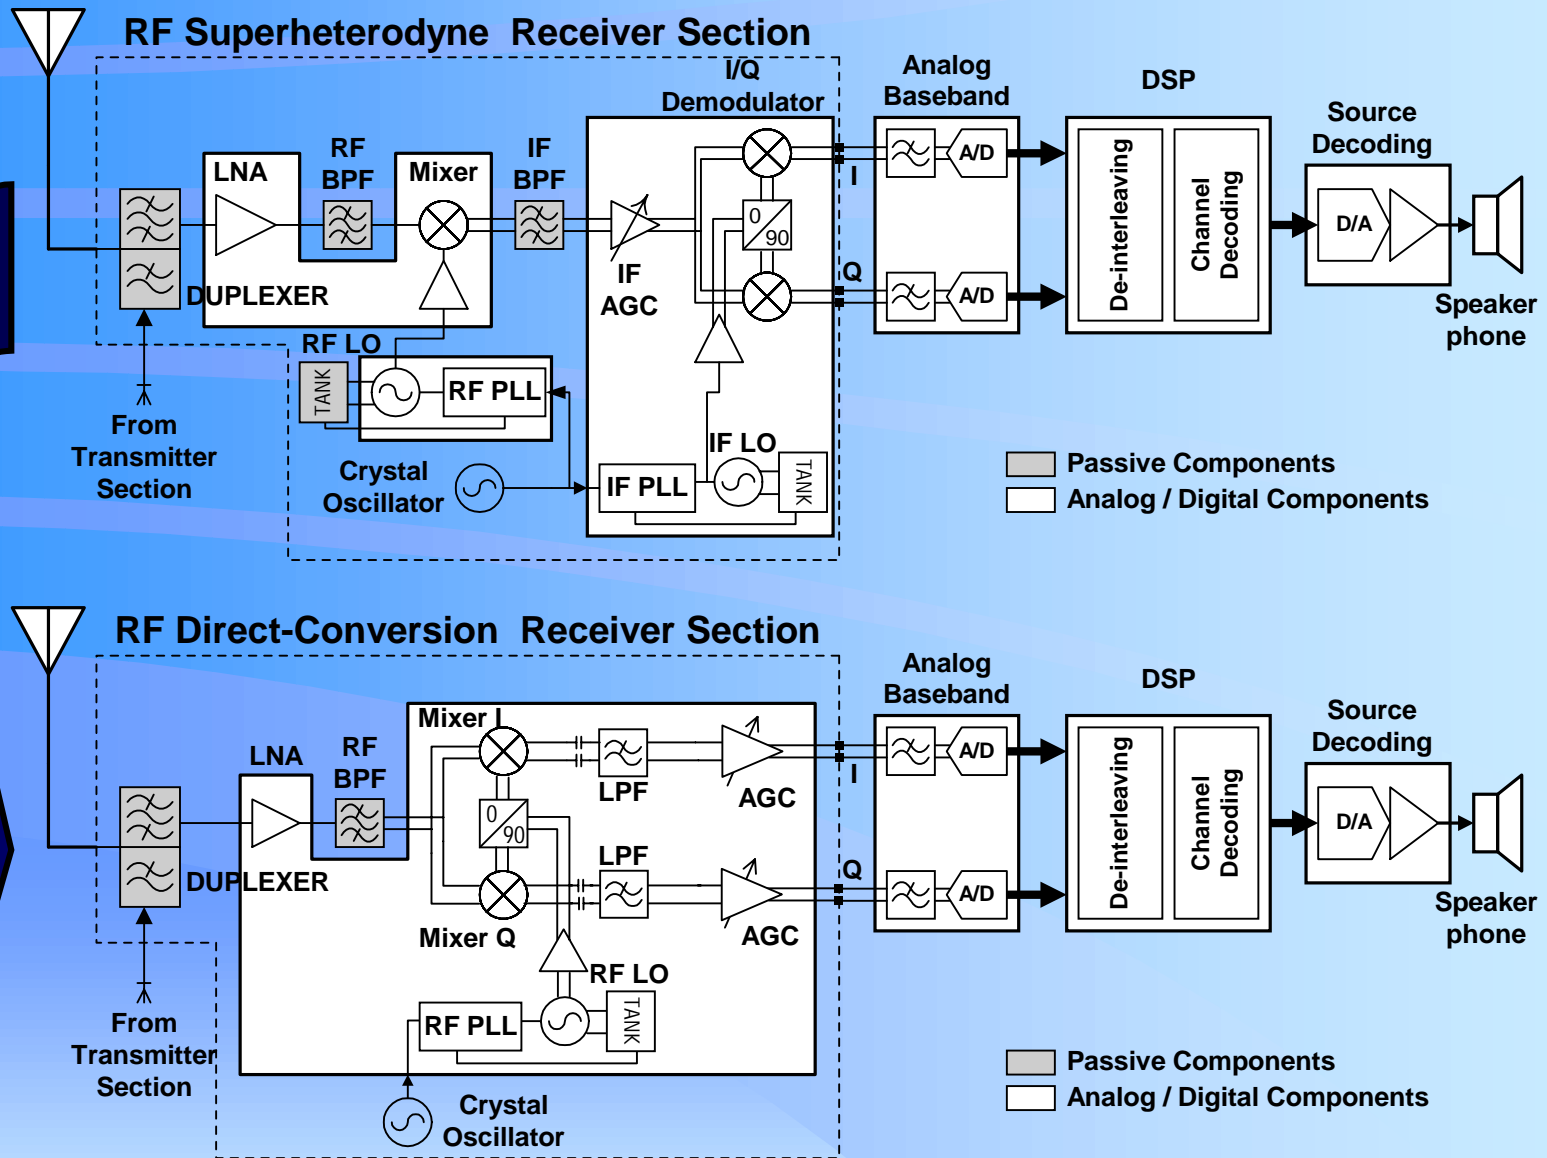 RF Superheterodyne Receiver Section
I/Q
Demodulator
Analog
Baseband
DSP
Source
Decoding
LNA
RF
BPF
Mixer
IF
BPF
DUPLEXER
IF
AGC
0
90
I
Q
A/D
A/D
De-interleaving
Channel
Decoding
D/A
Speaker
phone
RF LO
TANK
RF PLL
From
Transmitter
Section
Crystal
Oscillator
IF PLL
IF LO
TANK
Passive Components
Analog / Digital Components
RF Direct-Conversion Receiver Section
Analog
Baseband
DSP
Source
Decoding
LNA
RF
BPF
Mixer I
LPF
AGC
0
90
LPF
Mixer Q
AGC
DUPLEXER
I
Q
A/D
A/D
De-interleaving
Channel
Decoding
D/A
Speaker
phone
RF LO
TANK
RF PLL
From
Transmitter
Section
Crystal
Oscillator
Passive Components
Analog / Digital Components